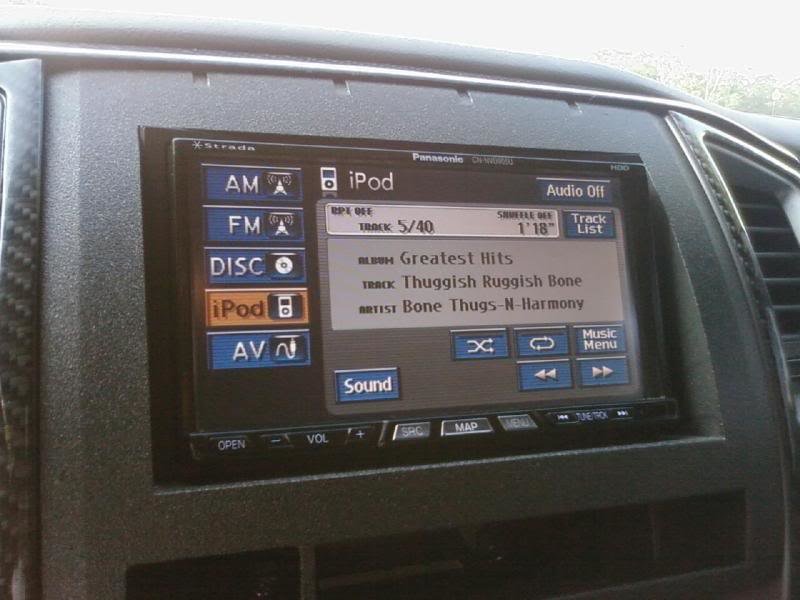 Strada
Panasonic CN-NVD905U HDD
AM
FM
DISC
iPod
AV
iPod
Audio Off
RPT OFF SHUFFLE OFF
TRACK 5/40 1'18"
Track
List
ALBUM Greatest Hits
TRACK Thuggish Ruggish Bone
ARTIST Bone Thugs-N-Harmony
Music
Menu
Sound
OPEN − VOL + SRC MAP MENU TUNE/TRACK